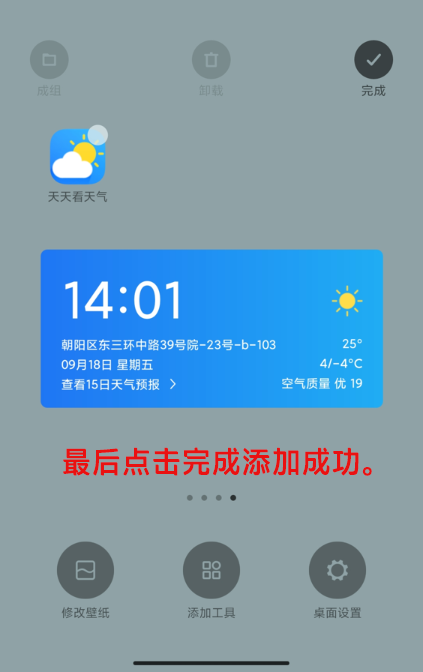 成组
卸载
完成
天天看天气
14:01
朝阳区东三环中路39号院-23号-b-103
25°
09月18日 星期五
4/-4°C
查看15日天气预报 >
空气质量 优 19
最后点击完成添加成功。
修改壁纸
添加工具
桌面设置